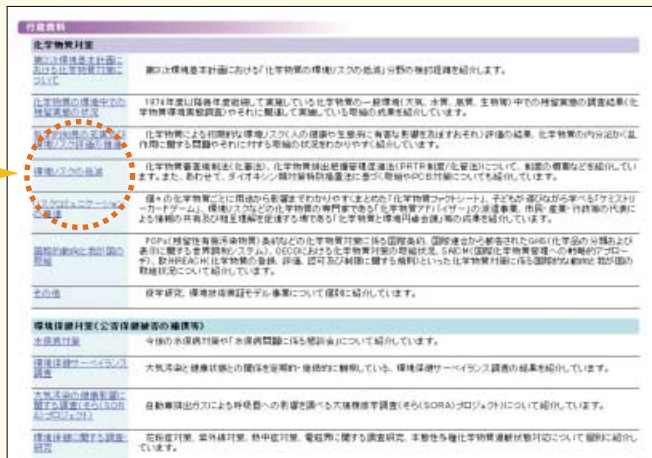 行政資料
化学物質対策
第三次環境基本計画に
おける化学物質対策に
ついて
第三次環境基本計画における「化学物質の環境リスクの低減」分野の検討経緯を紹介します。
化学物質の環境中での
残留実態の状況
1974年度以降毎年度継続して実施している化学物質の一般環境(大気、水質、底質、生物等)中での残留実態の調査結果(化
学物質環境実態調査)やそれに関連して実施している取組の成果を紹介しています。
環境リスク評価の推進
化学物質による初期的な環境リスク(人の健康や生態系に有害な影響を及ぼすおそれ)評価の結果、化学物質の内分泌かく乱
作用に関する問題やそれに対する取組の状況をわかりやすく紹介しています。
環境リスクの低減
化学物質審査規制法(化審法)、化学物質排出把握管理促進法(PRTR制度/化管法)について、制度の概要などを紹介してい
ます。また、あわせて、ダイオキシン類対策特別措置法に基づく取組やPCB対策についても紹介しています。
リスクコミュニケーション
の推進
個々の化学物質ごとに用途から影響までわかりやすくまとめた「化学物質ファクトシート」、子どもが遊びながら学べる「ケミストリ
ーカードゲーム」、環境リスクなどの化学物質の専門家である「化学物質アドバイザー」の派遣事業、市民・産業・行政等の代表に
よる情報の共有及び相互理解を促進する場である「化学物質と環境円卓会議」等の成果を紹介しています。
国際的動向と我が国の
取組
POPs(残留性有機汚染物質)条約などの化学物質対策に係る国際条約、国際連合から勧告されたGHS(化学品の分類および
表示に関する世界調和システム)、OECDにおける化学物質対策の取組状況、SAICM(国際化学物質管理への戦略的アプロー
チ)、欧州REACH(化学物質の登録、評価、認可及び制限に関する規則)といった化学物質対策に係る国際的な動向と我が国の
取組状況について紹介しています。
その他
疫学研究、環境技術実証モデル事業について個別に紹介しています。
環境保健対策(公害保健被害の補償等)
水俣病対策
今後の水俣病対策や「水俣病問題に係る懇談会」について紹介しています。
環境保健サーベイランス
調査
大気汚染と健康状態との関係を定期的・継続的に観察している、環境保健サーベイランス調査の結果を紹介しています。
大気汚染の健康影響に
関する調査(そら(SOR
A)プロジェクト)
自動車排出ガスによる呼吸器への影響を調べる大規模疫学調査(そら(SORA)プロジェクト)について紹介しています。
環境保健に関する調査・
研究
花粉症対策、紫外線対策、熱中症対策、電磁界に関する調査研究、本態性多種化学物質過敏状態対応について個別に紹介し
ています。